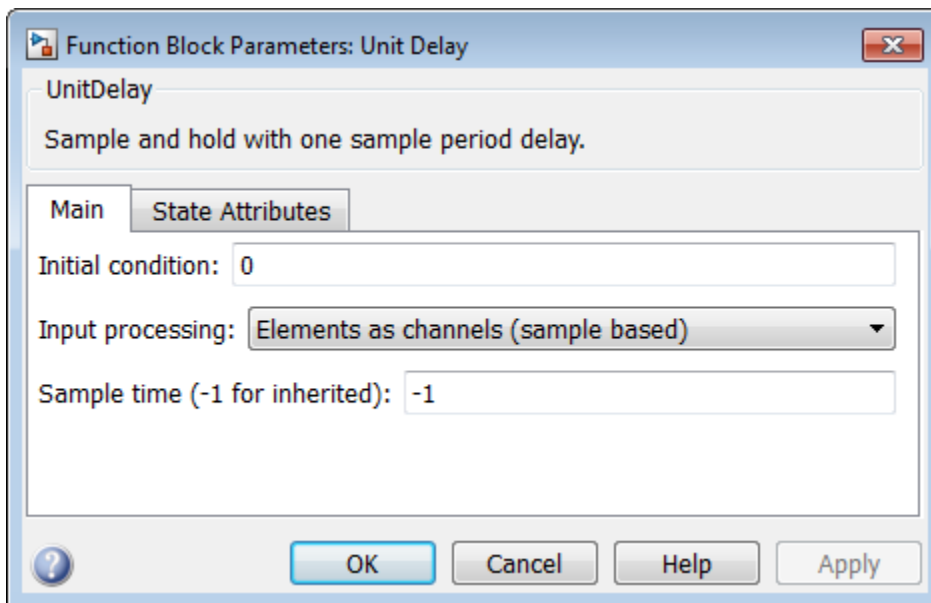 Function Block Parameters: Unit Delay
UnitDelay
Sample and hold with one sample period delay.
Main State Attributes
Initial condition: 0
Input processing: Elements as channels (sample based)
Sample time (-1 for inherited): -1
? OK Cancel Help Apply